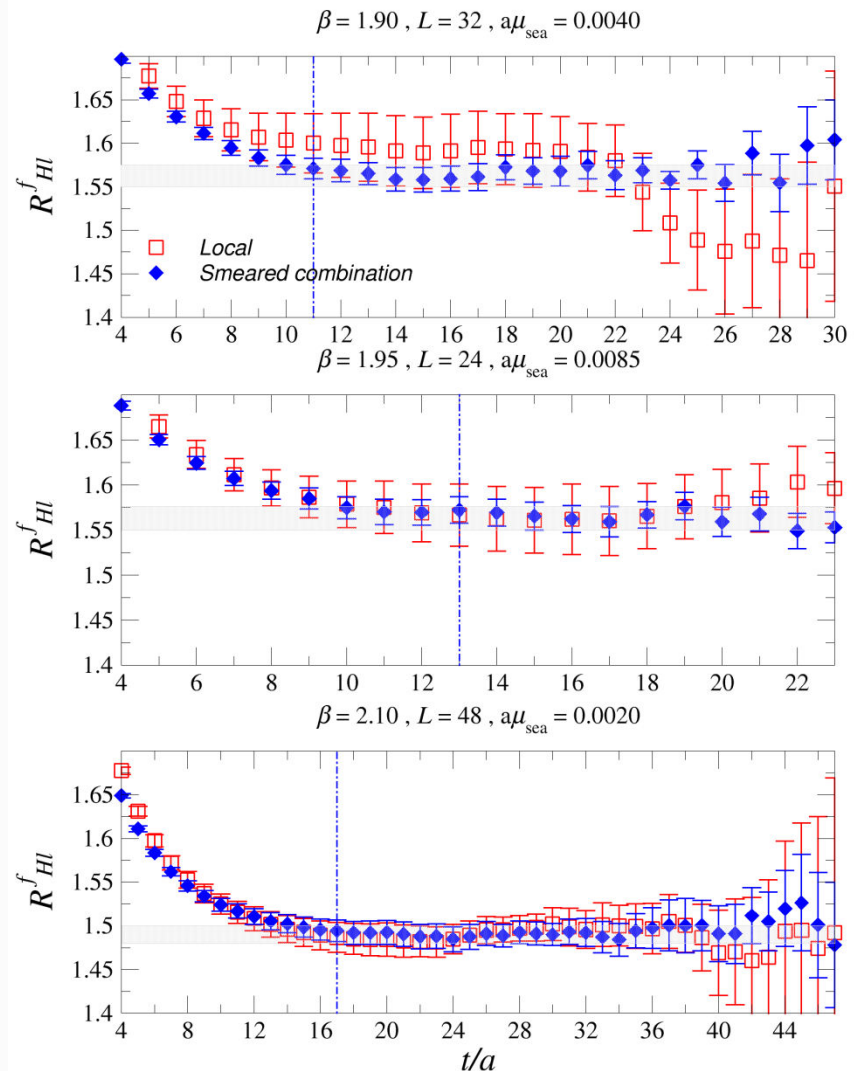 β = 1.90 , L = 32 , aμsea = 0.0040
1.65
1.6
1.55
1.5
1.45
1.4
R^f_Hl
Local
Smeared combination
4 6 8 10 12 14 16 18 20 22 24 26 28 30
β = 1.95 , L = 24 , aμsea = 0.0085
1.65
1.6
1.55
1.5
1.45
1.4
R^f_Hl
4 6 8 10 12 14 16 18 20 22
β = 2.10 , L = 48 , aμsea = 0.0020
1.65
1.6
1.55
1.5
1.45
1.4
R^f_Hl
4 8 12 16 20 24 28 32 36 40 44
t/a